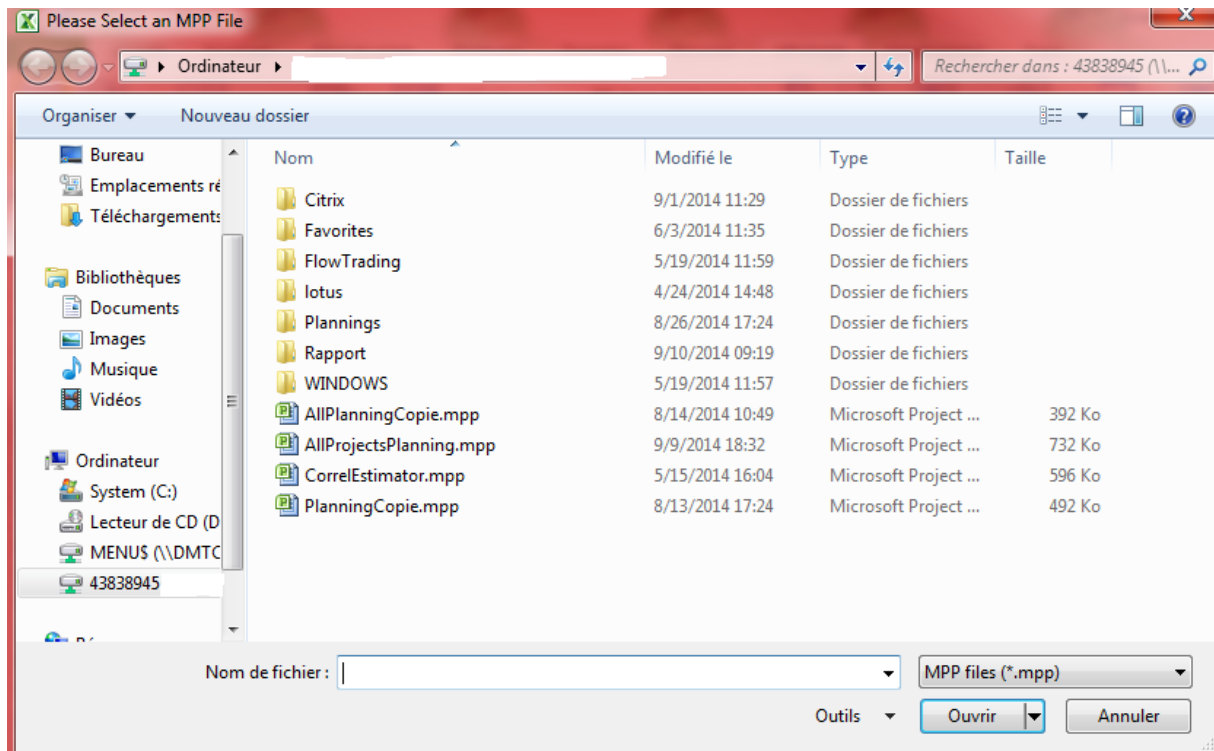 Please Select an MPP File
Ordinateur
Rechercher dans : 43838945 (\\...
Organiser Nouveau dossier
Nom Modifié le Type Taille
Bureau
Emplacements ré
Téléchargements
Bibliothèques
Documents
Images
Musique
Vidéos
Ordinateur
System (C:)
Lecteur de CD (D
MENU$ (\\DMTC
43838945
Citrix 9/1/2014 11:29 Dossier de fichiers
Favorites 6/3/2014 11:35 Dossier de fichiers
FlowTrading 5/19/2014 11:59 Dossier de fichiers
lotus 4/24/2014 14:48 Dossier de fichiers
Plannings 8/26/2014 17:24 Dossier de fichiers
Rapport 9/10/2014 09:19 Dossier de fichiers
WINDOWS 5/19/2014 11:57 Dossier de fichiers
AllPlanningCopie.mpp 8/14/2014 10:49 Microsoft Project ... 392 Ko
AllProjectsPlanning.mpp 9/9/2014 18:32 Microsoft Project ... 732 Ko
CorrelEstimator.mpp 5/15/2014 16:04 Microsoft Project ... 596 Ko
PlanningCopie.mpp 8/13/2014 17:24 Microsoft Project ... 492 Ko
Nom de fichier : MPP files (*.mpp)
Outils Ouvrir Annuler